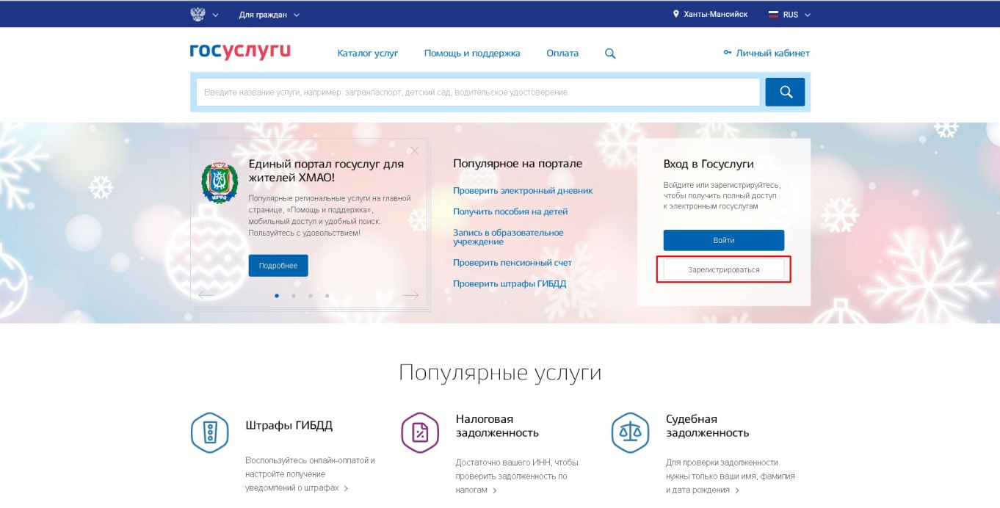 Для граждан
Ханты-Мансийск
RUS
госуслуги
Каталог услуг
Помощь и поддержка
Оплата
Личный кабинет
Введите название услуги, например: загранпаспорт, детский сад, водительское удостоверение
Единый портал госуслуг для
жителей ХМАО!
Популярные региональные услуги на главной
странице, «Помощь и поддержка»,
мобильный доступ и удобный поиск.
Пользуйтесь с удовольствием!
Подробнее
ЮГРА
Популярное на портале
Проверить электронный дневник
Получить пособия на детей
Запись в образовательное
учреждение
Проверить пенсионный счет
Проверить штрафы ГИБДД
Вход в Госуслуги
Войдите или зарегистрируйтесь,
чтобы получить полный доступ
к электронным госуслугам
Войти
Зарегистрироваться
Популярные услуги
Штрафы ГИБДД
Воспользуйтесь онлайн-оплатой и
настройте получение
уведомлений о штрафах >
Налоговая
задолженность
Достаточно вашего ИНН, чтобы
проверить задолженность по
налогам >
Судебная
задолженность
Для проверки задолженности
нужны только ваши имя, фамилия
и дата рождения >